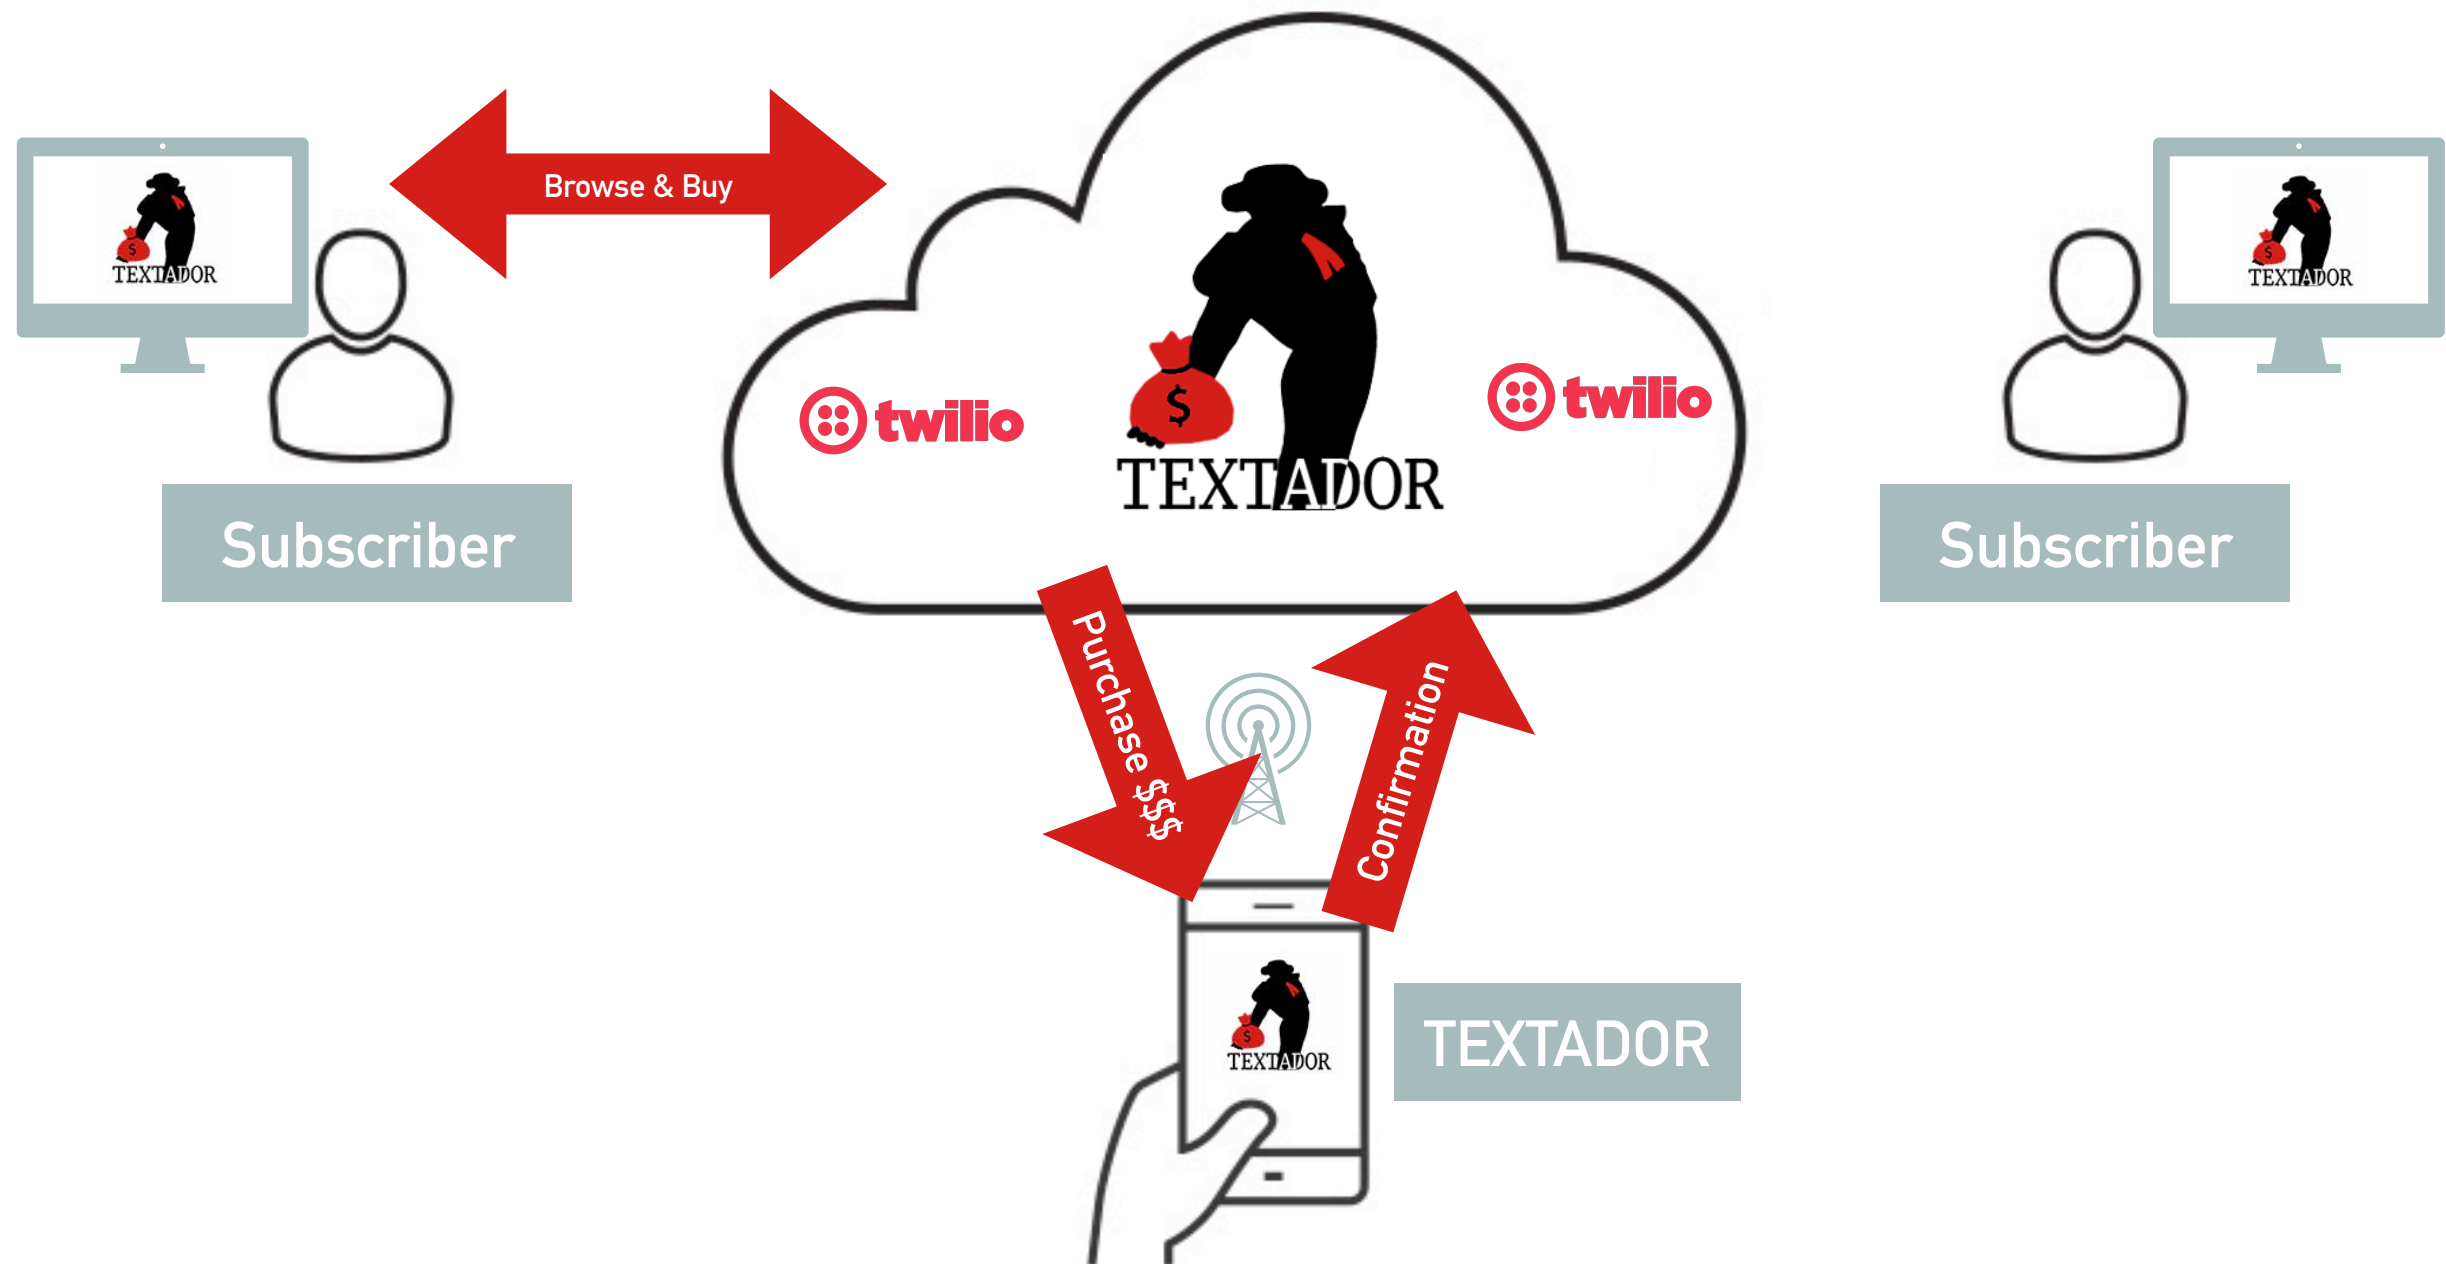 Browse & Buy
TEXTADOR
$
TEXTADOR
$
TEXTADOR
$
twilio
twilio
Subscriber
Subscriber
Purchase $$$
Confirmation
$
TEXTADOR
TEXTADOR